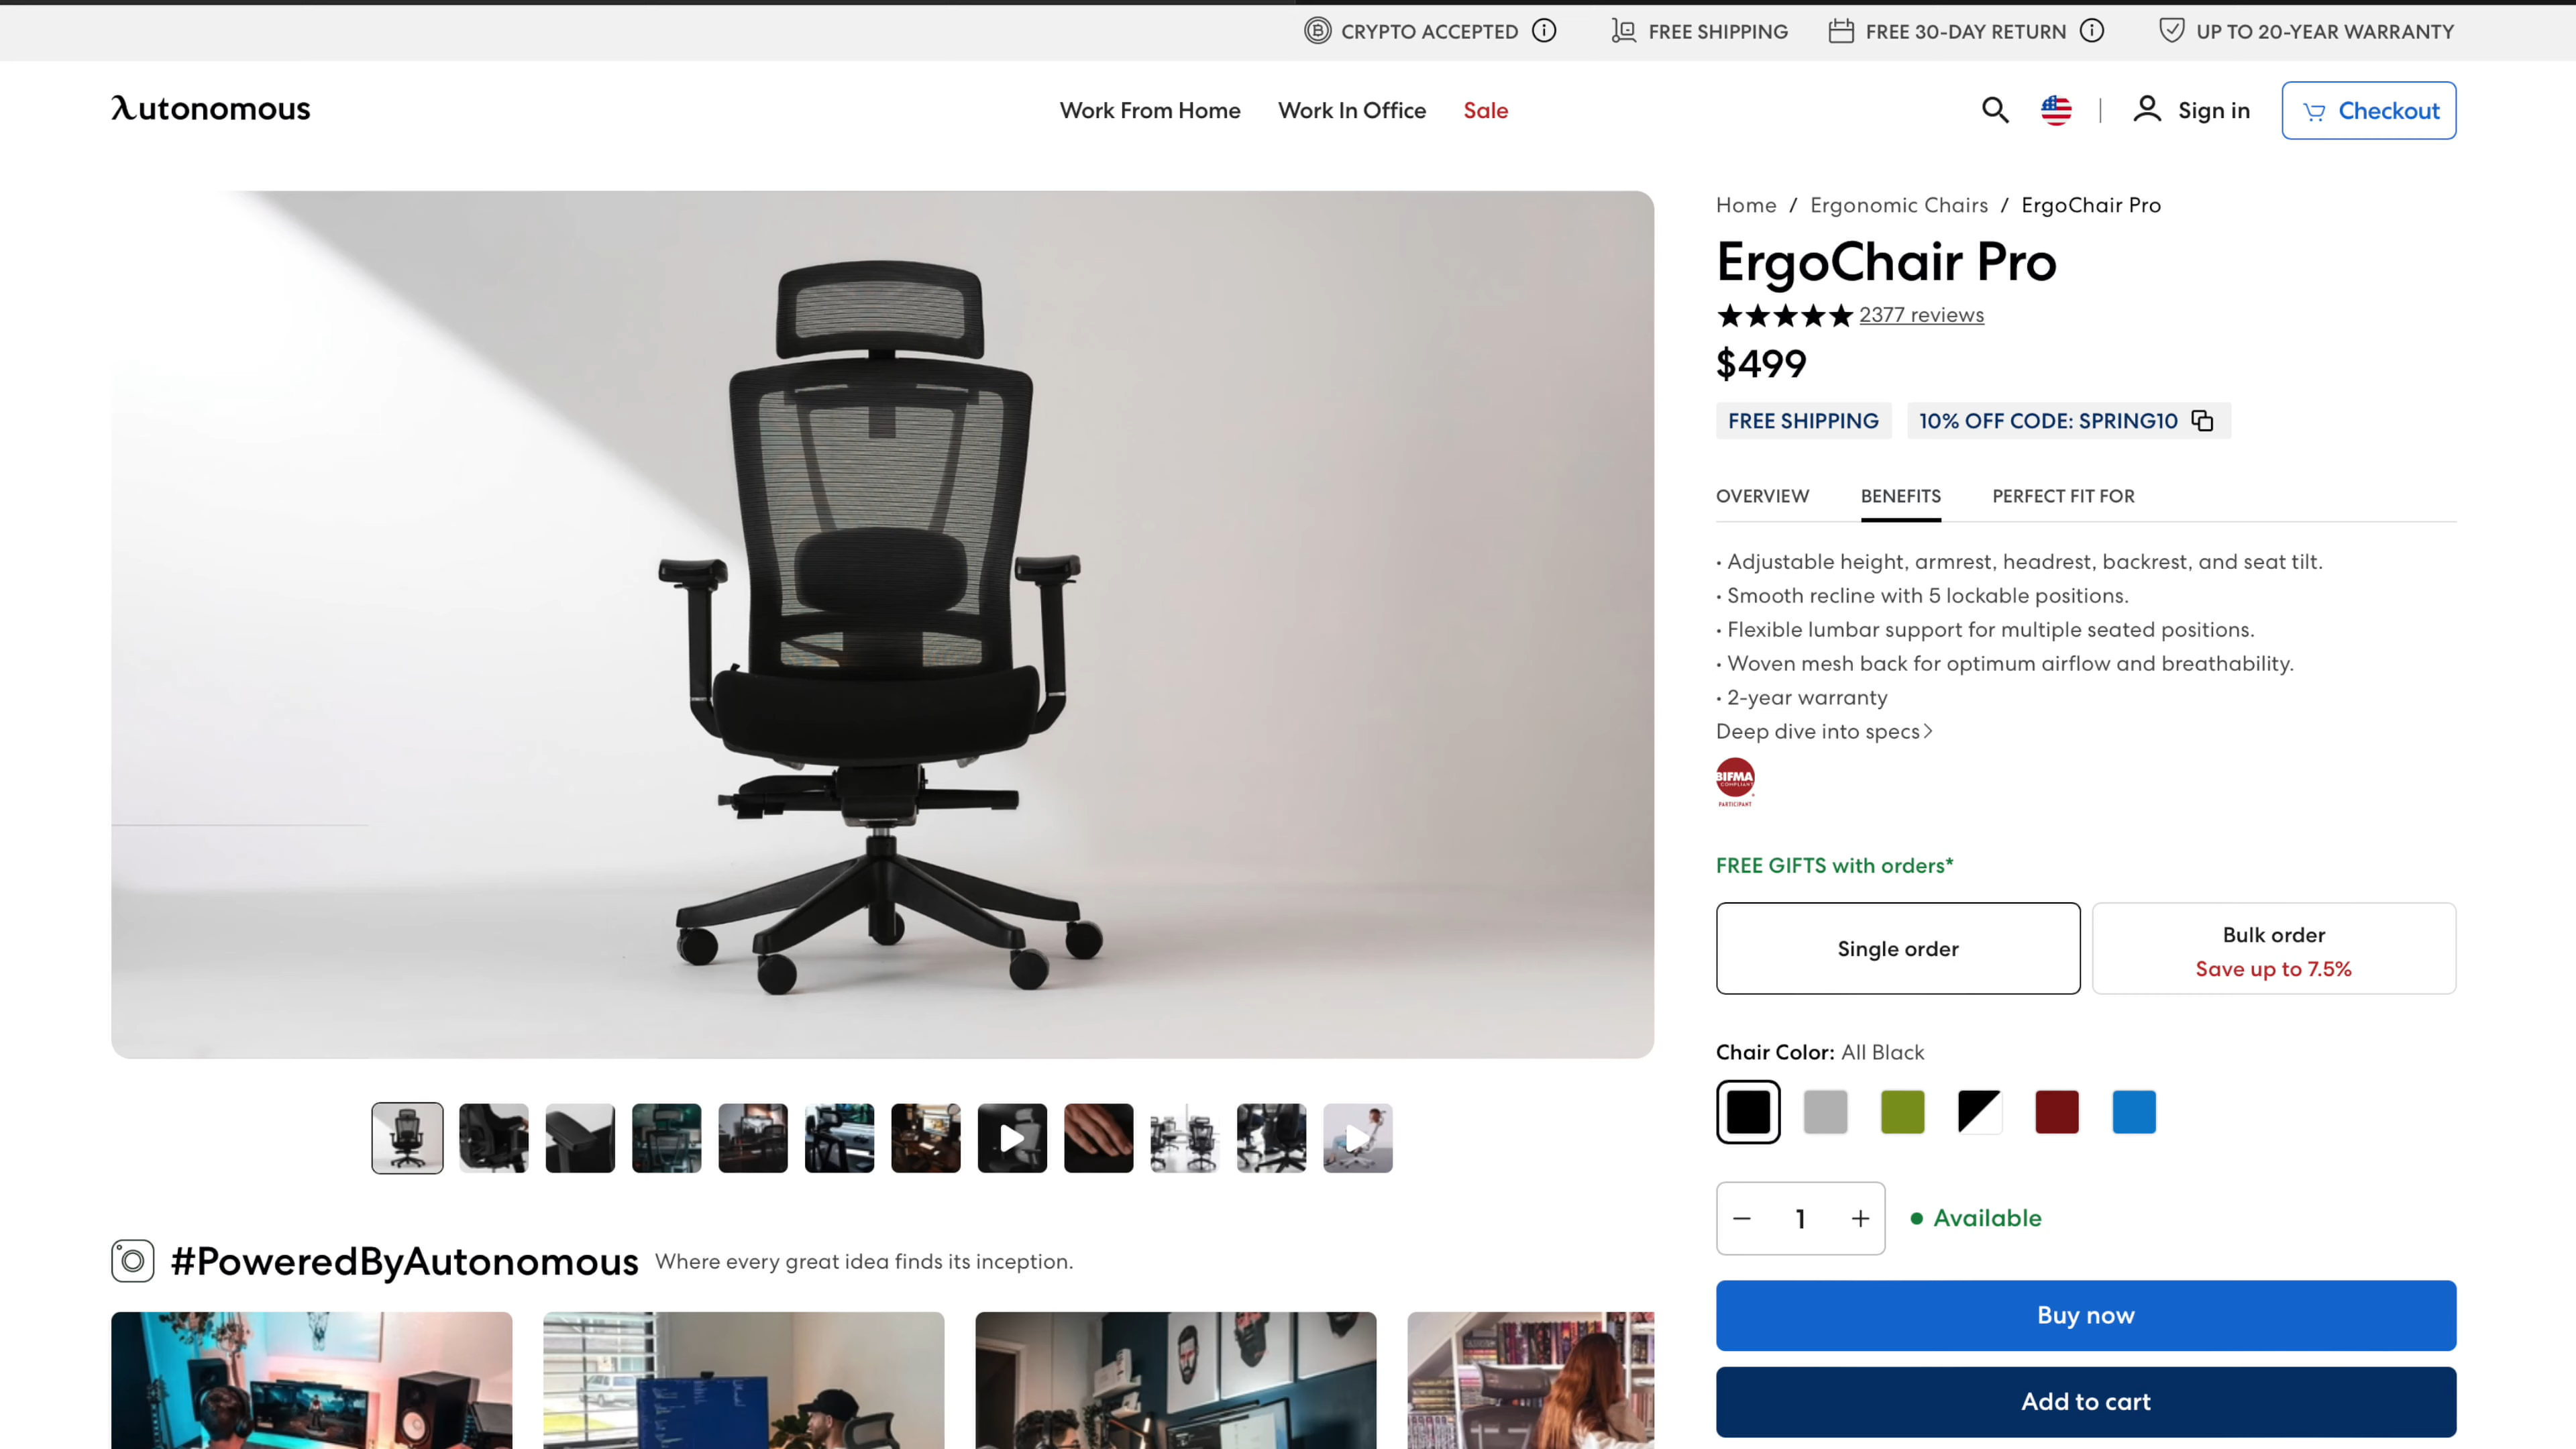 CRYPTO ACCEPTED
FREE SHIPPING
FREE 30-DAY RETURN
UP TO 20-YEAR WARRANTY
λutonomous
Work From Home
Work In Office
Sale
Sign in
Checkout
Home / Ergonomic Chairs / ErgoChair Pro
ErgoChair Pro
2377 reviews
$499
FREE SHIPPING
10% OFF CODE: SPRING10
OVERVIEW
BENEFITS
PERFECT FIT FOR
• Adjustable height, armrest, headrest, backrest, and seat tilt.
• Smooth recline with 5 lockable positions.
• Flexible lumbar support for multiple seated positions.
• Woven mesh back for optimum airflow and breathability.
• 2-year warranty
Deep dive into specs
BIFMA
COMPLIANT
PARTICIPANT
FREE GIFTS with orders*
Single order
Bulk order
Save up to 7.5%
Chair Color: All Black
− 1 +
Available
Buy now
Add to cart
#PoweredByAutonomous
Where every great idea finds its inception.